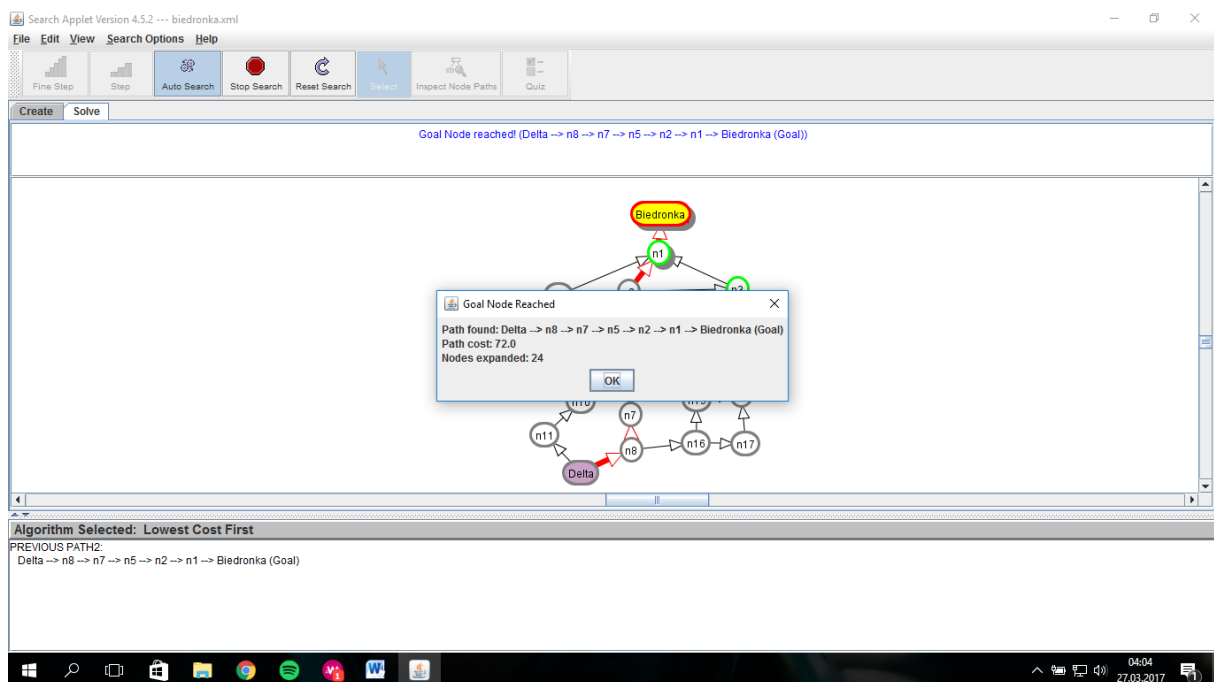 Search Applet Version 4.5.2 --- biedronka.xml
File Edit View Search Options Help
Fine Step Step Auto Search Stop Search Reset Search Select Inspect Node Paths Quiz
Create Solve
Goal Node reached! (Delta --> n8 --> n7 --> n5 --> n2 --> n1 --> Biedronka (Goal))
Biedronka
n1
n3
Goal Node Reached
Path found: Delta --> n8 --> n7 --> n5 --> n2 --> n1 --> Biedronka (Goal)
Path cost: 72.0
Nodes expanded: 24
OK
n7
n11
n8 n16 n17
Delta
Algorithm Selected: Lowest Cost First
PREVIOUS PATH2:
Delta --> n8 --> n7 --> n5 --> n2 --> n1 --> Biedronka (Goal)
04:04
27.03.2017